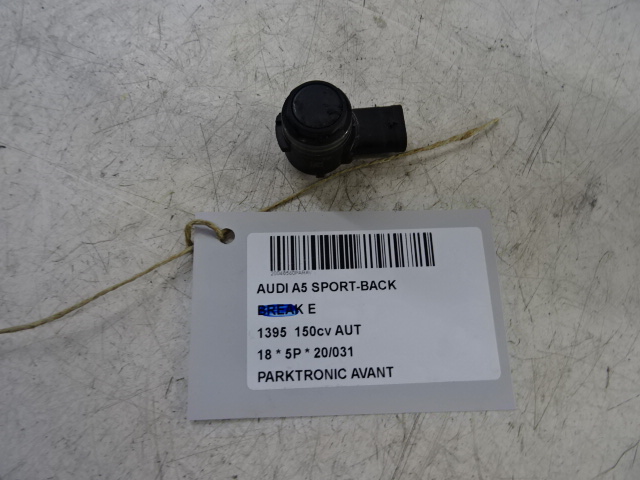 AUDI A5 SPORT-BACK
BREAK E
1395 150cv AUT
18 * 5P * 20/031
PARKTRONIC AVANT